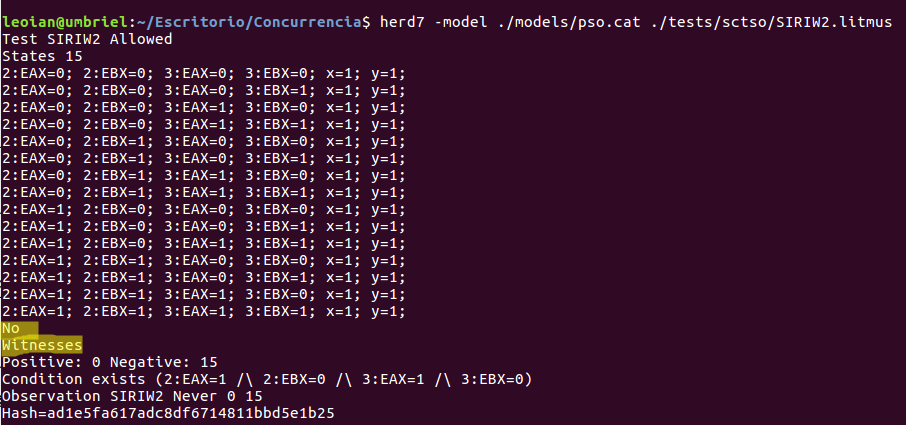 leoian@umbriel:~/Escritorio/Concurrencia$ herd7 -model ./models/pso.cat ./tests/sctso/SIRIW2.litmus
Test SIRIW2 Allowed
States 15
2:EAX=0; 2:EBX=0; 3:EAX=0; 3:EBX=0; x=1; y=1;
2:EAX=0; 2:EBX=0; 3:EAX=0; 3:EBX=1; x=1; y=1;
2:EAX=0; 2:EBX=0; 3:EAX=1; 3:EBX=0; x=1; y=1;
2:EAX=0; 2:EBX=0; 3:EAX=1; 3:EBX=1; x=1; y=1;
2:EAX=0; 2:EBX=1; 3:EAX=0; 3:EBX=0; x=1; y=1;
2:EAX=0; 2:EBX=1; 3:EAX=0; 3:EBX=1; x=1; y=1;
2:EAX=0; 2:EBX=1; 3:EAX=1; 3:EBX=0; x=1; y=1;
2:EAX=0; 2:EBX=1; 3:EAX=1; 3:EBX=1; x=1; y=1;
2:EAX=1; 2:EBX=0; 3:EAX=0; 3:EBX=0; x=1; y=1;
2:EAX=1; 2:EBX=0; 3:EAX=0; 3:EBX=1; x=1; y=1;
2:EAX=1; 2:EBX=0; 3:EAX=1; 3:EBX=1; x=1; y=1;
2:EAX=1; 2:EBX=1; 3:EAX=0; 3:EBX=0; x=1; y=1;
2:EAX=1; 2:EBX=1; 3:EAX=0; 3:EBX=1; x=1; y=1;
2:EAX=1; 2:EBX=1; 3:EAX=1; 3:EBX=0; x=1; y=1;
2:EAX=1; 2:EBX=1; 3:EAX=1; 3:EBX=1; x=1; y=1;
No
Witnesses
Positive: 0 Negative: 15
Condition exists (2:EAX=1 /\ 2:EBX=0 /\ 3:EAX=1 /\ 3:EBX=0)
Observation SIRIW2 Never 0 15
Hash=ad1e5fa617adc8df6714811bbd5e1b25